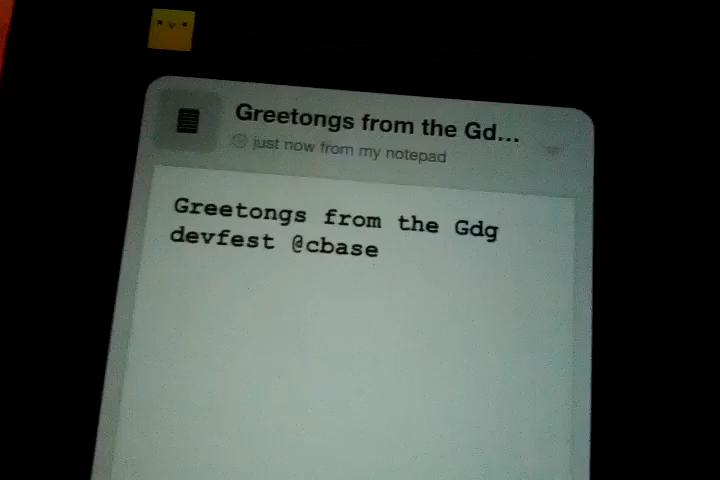 Greetongs from the Gd...
just now from my notepad
Greetongs from the Gdg
devfest @cbase